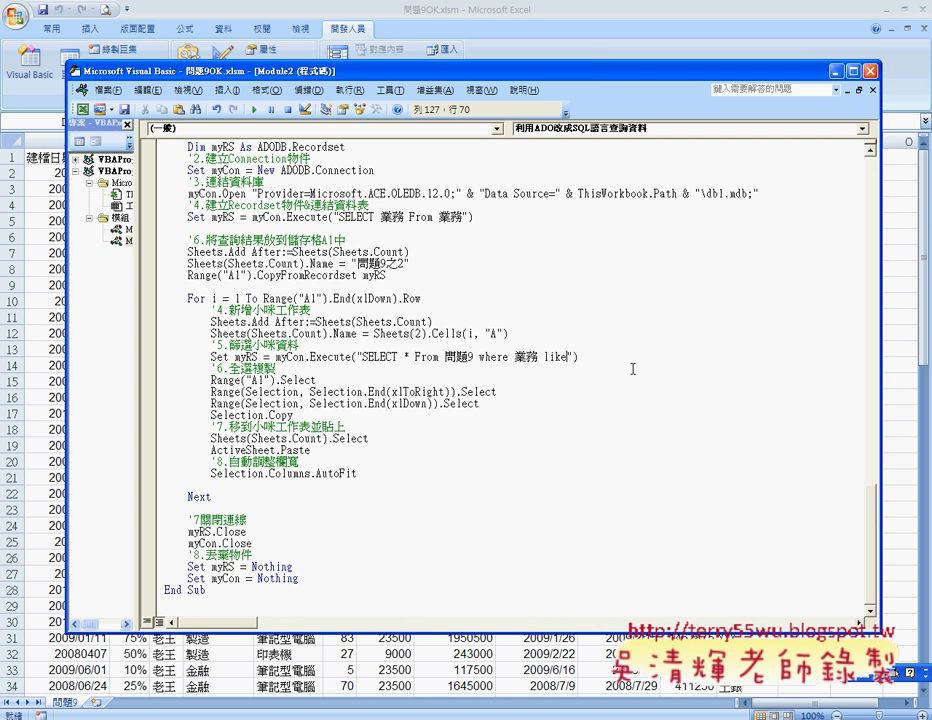 問題9OK.xlsm - Microsoft Excel
常用 插入 版面配置 公式 資料 校閱 檢視 開發人員
Visual Basic 錄製巨集 屬性 對應內容 匯入
Microsoft Visual Basic - 問題9OK.xlsm - [Module2 (程式碼)]
檔案(F) 編輯(E) 檢視(V) 插入(I) 格式(O) 偵錯(D) 執行(R) 工具(T) 增益集(A) 視窗(W) 說明(H) 鍵入需要解答的問題
列 127，行 70
專案 - VBAPro
(一般) 利用ADO改成SQL語言查詢資料
VBAPro
VBAPro
Micro
模組
Dim myRS As ADODB.Recordset
'2.建立Connection物件
Set myCon = New ADODB.Connection
'3.連結資料庫
myCon.Open "Provider=Microsoft.ACE.OLEDB.12.0;" & "Data Source=" & ThisWorkbook.Path & "\db1.mdb;"
'4.建立Recordset物件&連結資料表
Set myRS = myCon.Execute("SELECT 業務 From 業務")
'6.將查詢結果放到儲存格A1中
Sheets.Add After:=Sheets(Sheets.Count)
Sheets(Sheets.Count).Name = "問題9之2"
Range("A1").CopyFromRecordset myRS
For i = 1 To Range("A1").End(xlDown).Row
'4.新增小咪工作表
Sheets.Add After:=Sheets(Sheets.Count)
Sheets(Sheets.Count).Name = Sheets(2).Cells(i, "A")
'5.篩選小咪資料
Set myRS = myCon.Execute("SELECT * From 問題9 where 業務 like")
'6.全選複製
Range("A1").Select
Range(Selection, Selection.End(xlToRight)).Select
Range(Selection, Selection.End(xlDown)).Select
Selection.Copy
'7.移到小咪工作表並貼上
Sheets(Sheets.Count).Select
ActiveSheet.Paste
'8.自動調整欄寬
Selection.Columns.AutoFit
Next
'7關閉連線
myRS.Close
myCon.Close
'8.丟棄物件
Set myRS = Nothing
Set myCon = Nothing
End Sub
http://terry55wu.blogspot.tw
吳清輝老師錄製
31 2009/01/11 75% 老王 製造 筆記型電腦 83 23500 1950500 2009/1/26
32 20080407 50% 老王 製造 印表機 27 9000 243000 2009/2/22
33 2009/06/01 10% 老王 金融 筆記型電腦 5 23500 117500 2009/6/16
34 2008/06/24 25% 老王 金融 筆記型電腦 70 23500 1645000 2008/7/9 2008/7/29 411250 王銀
問題9
就緒 100%